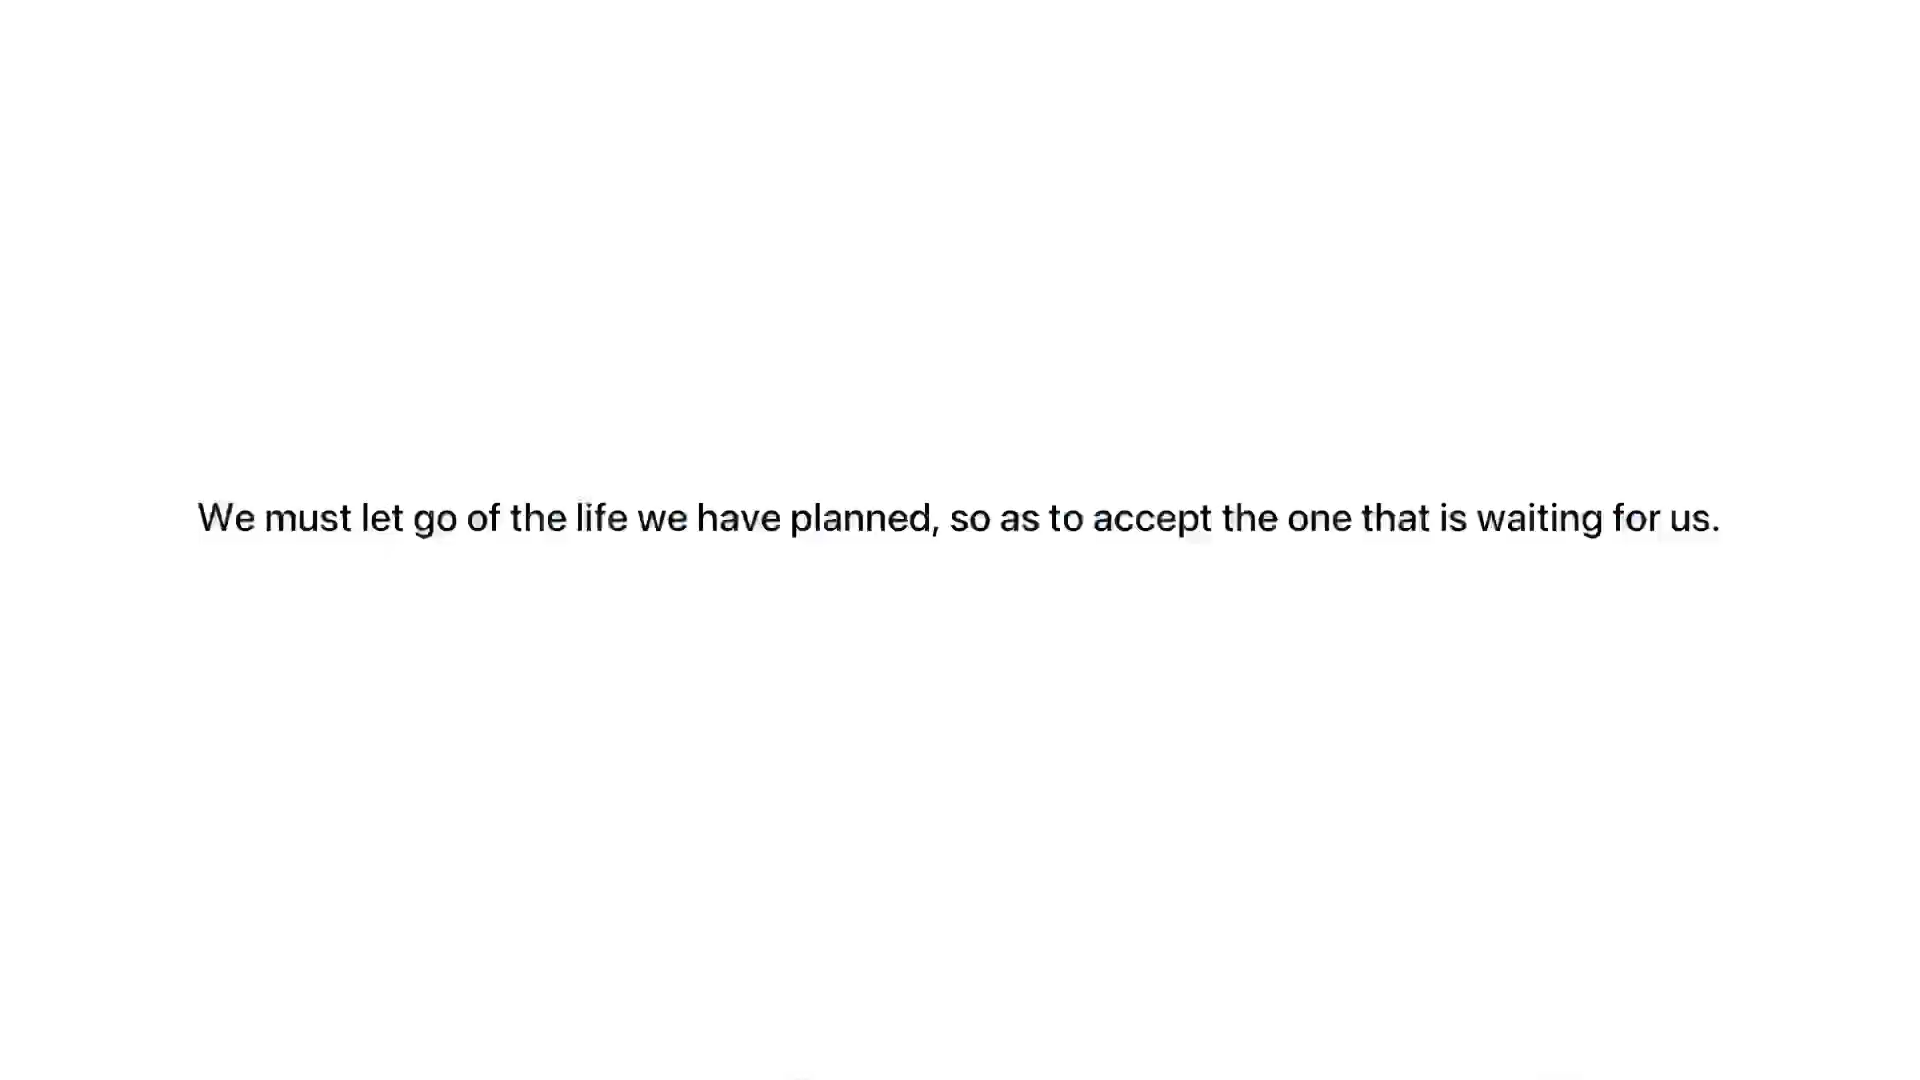 We must let go of the life we have planned, so as to accept the one that is waiting for us.